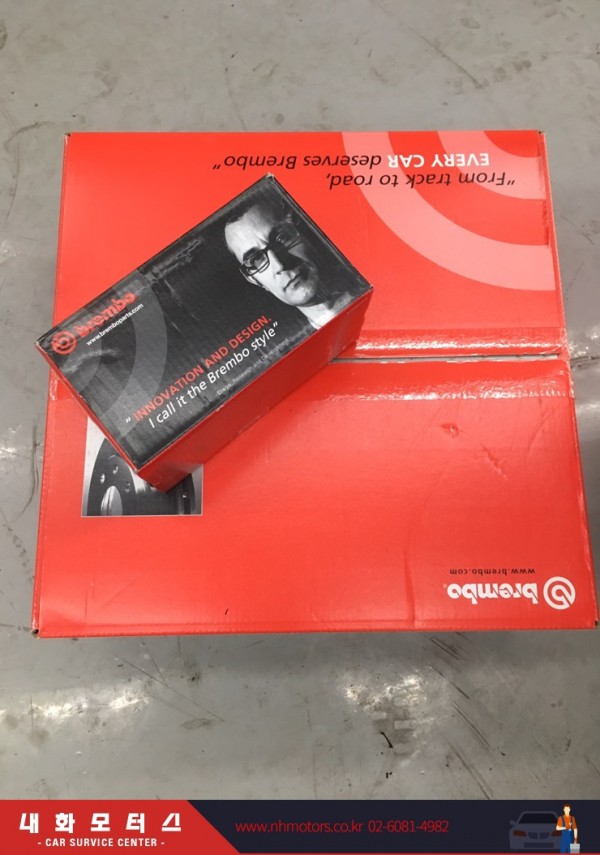 "From track to road,
EVERY CAR deserves Brembo"
brembo
www.bremboparts.com
" INNOVATION AND DESIGN.
I call it the Brembo style"
www.brembo.com
brembo®
내화모터스
- CAR SURVICE CENTER -
www.nhmotors.co.kr 02-6081-4982